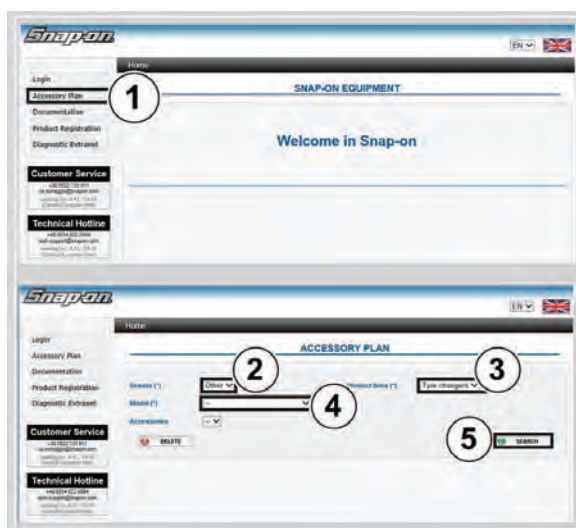 Snap-on
EN
Home
Login
Accessory Plan
1
SNAP-ON EQUIPMENT
Documentation
Product Registration
Diagnostic Extranet
Welcome in Snap-on
Customer Service
Technical Hotline
Snap-on
EN
Home
Login
ACCESSORY PLAN
Accessory Plan
Documentation
2
3
Product Registration
Brands (*)
Other
Product lines (*)
Tyre changers
Diagnostic Extranet
Model (*)
--
4
Accessories
--
Customer Service
DELETE
5
SEARCH
Technical Hotline